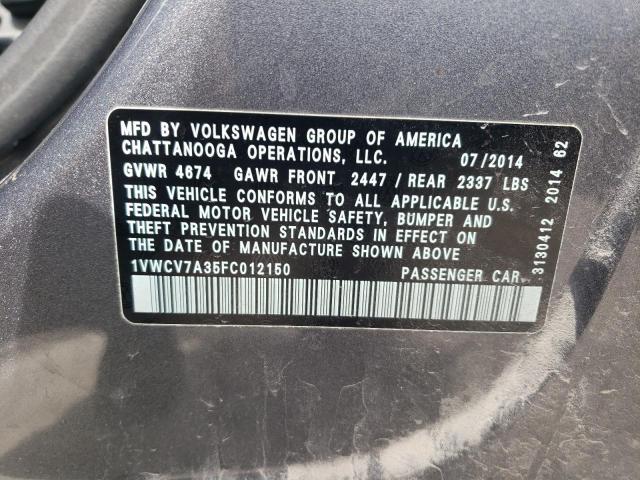 MFD BY VOLKSWAGEN GROUP OF AMERICA
CHATTANOOGA OPERATIONS, LLC. 07/2014
GVWR 4674 GAWR FRONT 2447 / REAR 2337 LBS
THIS VEHICLE CONFORMS TO ALL APPLICABLE U.S.
FEDERAL MOTOR VEHICLE SAFETY, BUMPER AND
THEFT PREVENTION STANDARDS IN EFFECT ON
THE DATE OF MANUFACTURE SHOWN ABOVE
1VWCV7A35FC012150 PASSENGER CAR
3130412 2014 62